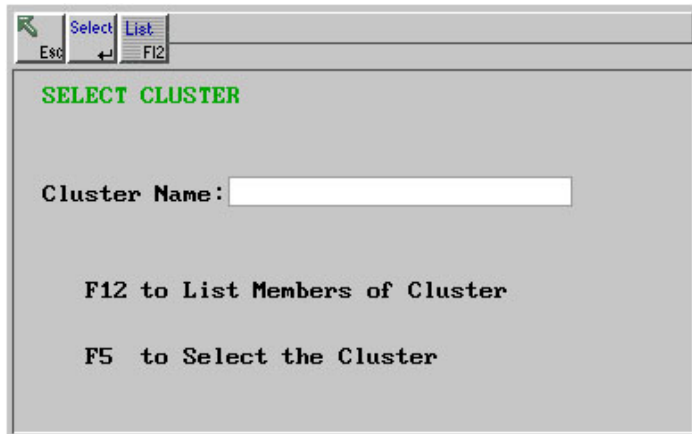 Select List
Esc ↵ F12
SELECT CLUSTER
Cluster Name:
F12 to List Members of Cluster
F5 to Select the Cluster